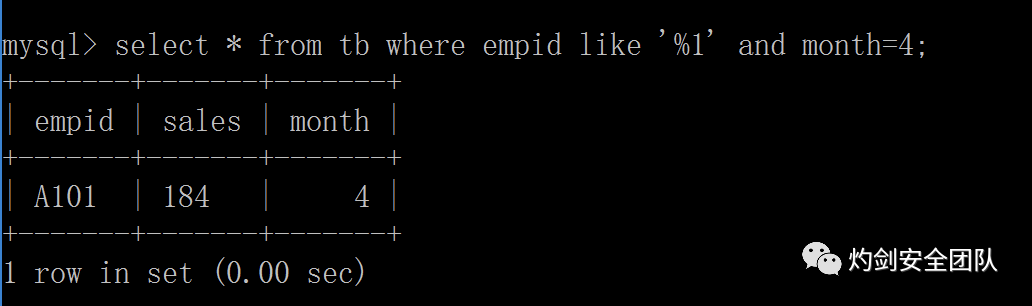 mysql> select * from tb where empid like '%1' and month=4;
+-------+-------+-------+
| empid | sales | month |
+-------+-------+-------+
| A101  | 184   |     4 |
+-------+-------+-------+
1 row in set (0.00 sec)
灼剑安全团队